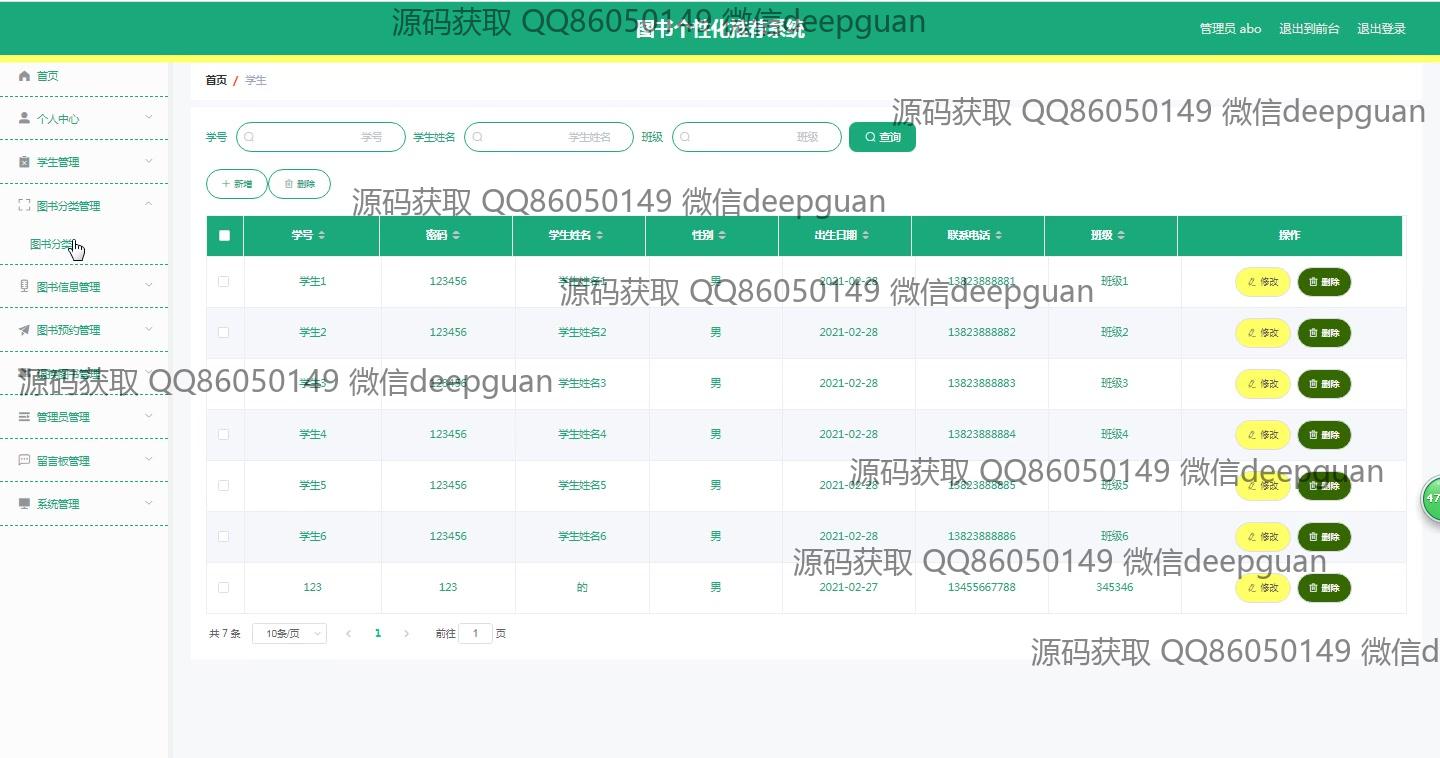 源码获取 QQ86050149 微信deepguan
图书个性化推荐系统
管理员 abo 退出到前台 退出登录
首页
个人中心
学生管理
图书分类管理
图书分类
图书信息管理
图书预约管理
管理员管理
留言板管理
系统管理
首页 / 学生
源码获取 QQ86050149 微信deepguan
学号 学号 学生姓名 学生姓名 班级 班级 查询
新增 删除
源码获取 QQ86050149 微信deepguan
学号 密码 学生姓名 性别 出生日期 联系电话 班级 操作
学生1 123456 学生姓名1 男 2021-02-28 13823888881 班级1 修改 删除
源码获取 QQ86050149 微信deepguan
学生2 123456 学生姓名2 男 2021-02-28 13823888882 班级2 修改 删除
学生3 123456 学生姓名3 男 2021-02-28 13823888883 班级3 修改 删除
源码获取 QQ86050149 微信deepguan
学生4 123456 学生姓名4 男 2021-02-28 13823888884 班级4 修改 删除
源码获取 QQ86050149 微信deepguan
学生5 123456 学生姓名5 男 2021-02-28 13823888885 班级5 修改 删除
学生6 123456 学生姓名6 男 2021-02-28 13823888886 班级6 修改 删除
源码获取 QQ86050149 微信deepguan
123 123 的 男 2021-02-27 13455667788 345346 修改 删除
共 7 条 10条/页 1 前往 1 页
源码获取 QQ86050149 微信d
47